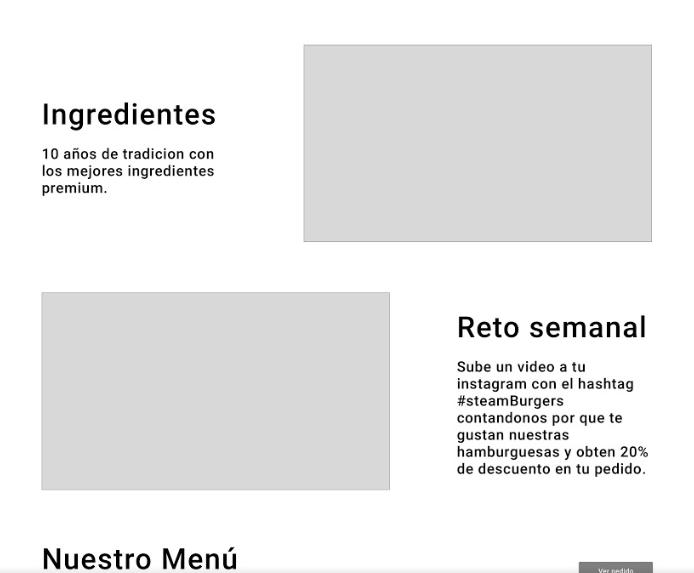 Ingredientes
10 años de tradicion con
los mejores ingredientes
premium.
Reto semanal
Sube un video a tu
instagram con el hashtag
#steamBurgers
contandonos por que te
gustan nuestras
hamburguesas y obten 20%
de descuento en tu pedido.
Nuestro Menú
Ver pedido